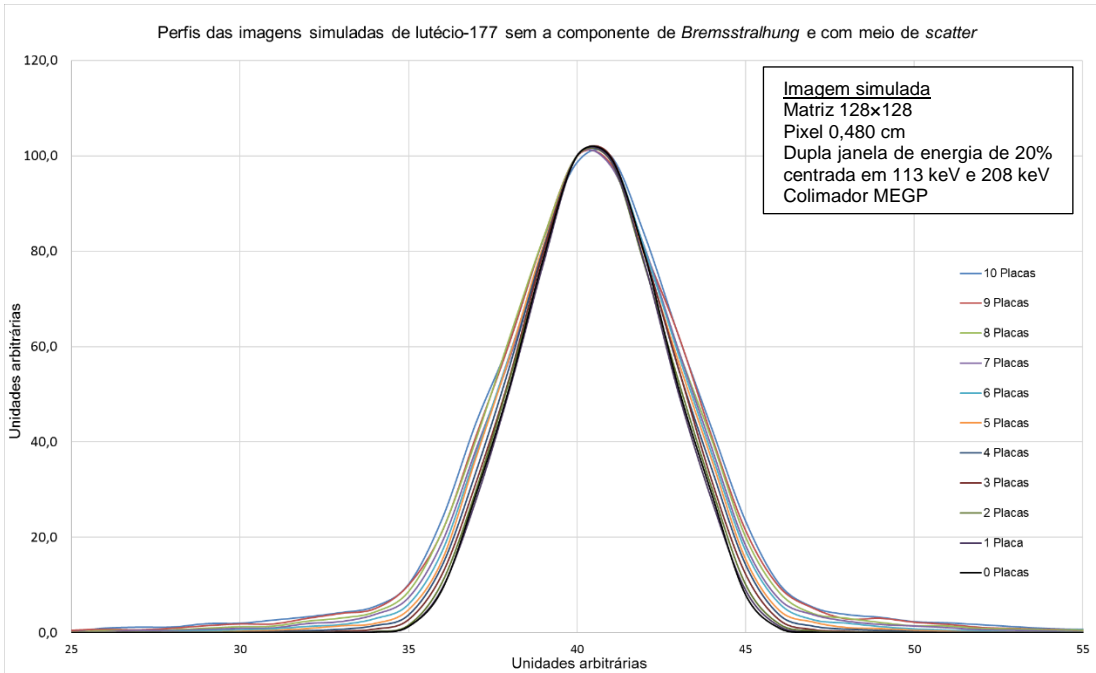 Perfis das imagens simuladas de lutécio-177 sem a componente de Bremsstralhung e com meio de scatter
120,0
100,0
80,0
60,0
40,0
20,0
0,0
Unidades arbitrárias
25
30
35
40
45
50
55
Unidades arbitrárias
Imagem simulada
Matriz 128×128
Pixel 0,480 cm
Dupla janela de energia de 20%
centrada em 113 keV e 208 keV
Colimador MEGP
10 Placas
9 Placas
8 Placas
7 Placas
6 Placas
5 Placas
4 Placas
3 Placas
2 Placas
1 Placa
0 Placas